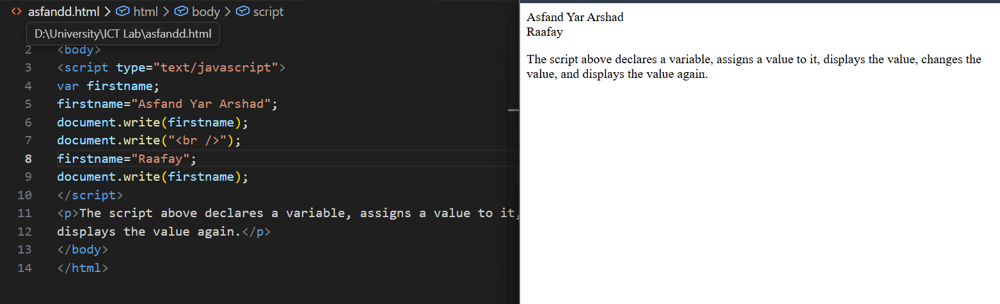 <> asfandd.html > html > body > script
D:\University\ICT Lab\asfandd.html
2 <body>
3 <script type="text/javascript">
4 var firstname;
5 firstname="Asfand Yar Arshad";
6 document.write(firstname);
7 document.write("<br />");
8 firstname="Raafay";
9 document.write(firstname);
10 </script>
11 <p>The script above declares a variable, assigns a value to it,
12 displays the value again.</p>
13 </body>
14 </html>
Asfand Yar Arshad
Raafay
The script above declares a variable, assigns a value to it, displays the value, changes the
value, and displays the value again.